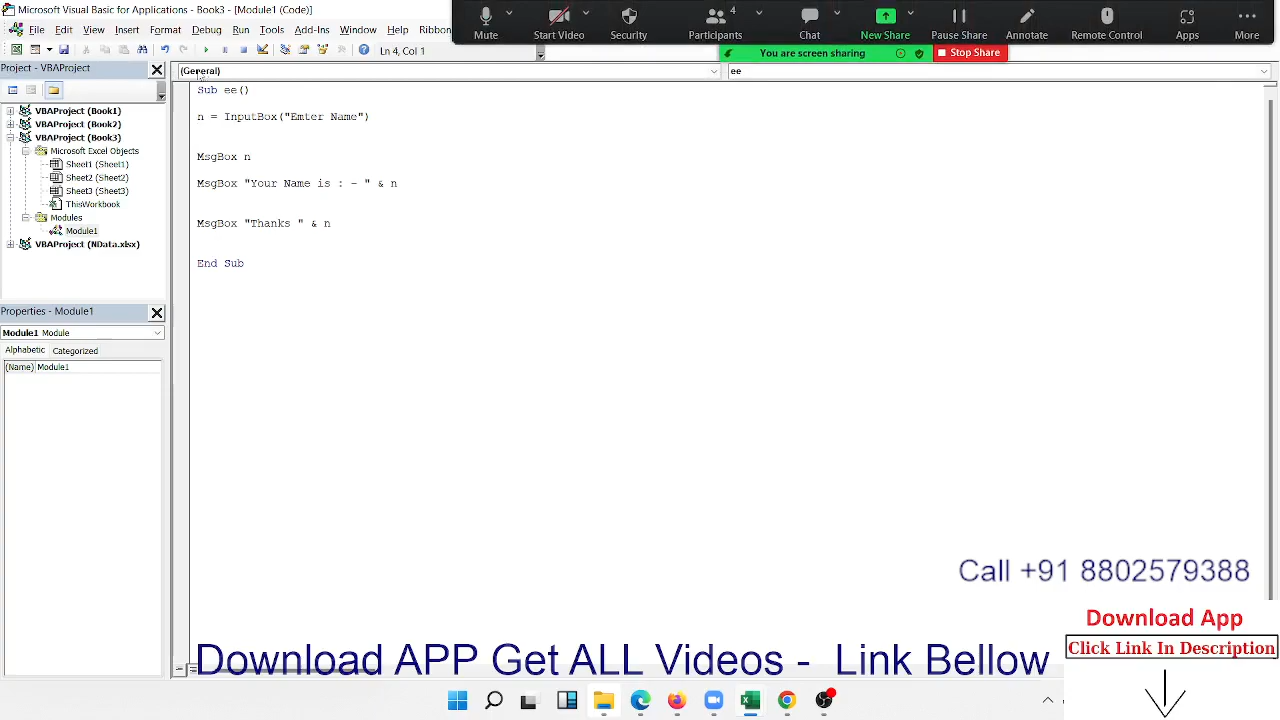 Microsoft Visual Basic for Applications - Book3 - [Module1 (Code)]
File Edit View Insert Format Debug Run Tools Add-Ins Window Help Ribbon
Ln 4, Col 1
Mute
Start Video
Security
4
Participants
Chat
New Share
Pause Share
Annotate
Remote Control
Apps
More
You are screen sharing
Stop Share
Project - VBAProject
(General)
ee
VBAProject (Book1)
VBAProject (Book2)
VBAProject (Book3)
Microsoft Excel Objects
Sheet1 (Sheet1)
Sheet2 (Sheet2)
Sheet3 (Sheet3)
ThisWorkbook
Modules
Module1
VBAProject (NData.xlsx)
Properties - Module1
Module1 Module
Alphabetic Categorized
(Name) Module1
Sub ee()
n = InputBox("Emter Name")
MsgBox n
MsgBox "Your Name is : - " & n
MsgBox "Thanks " & n
End Sub
Call +91 8802579388
Download App
Click Link In Description
Download APP Get ALL Videos - Link Bellow